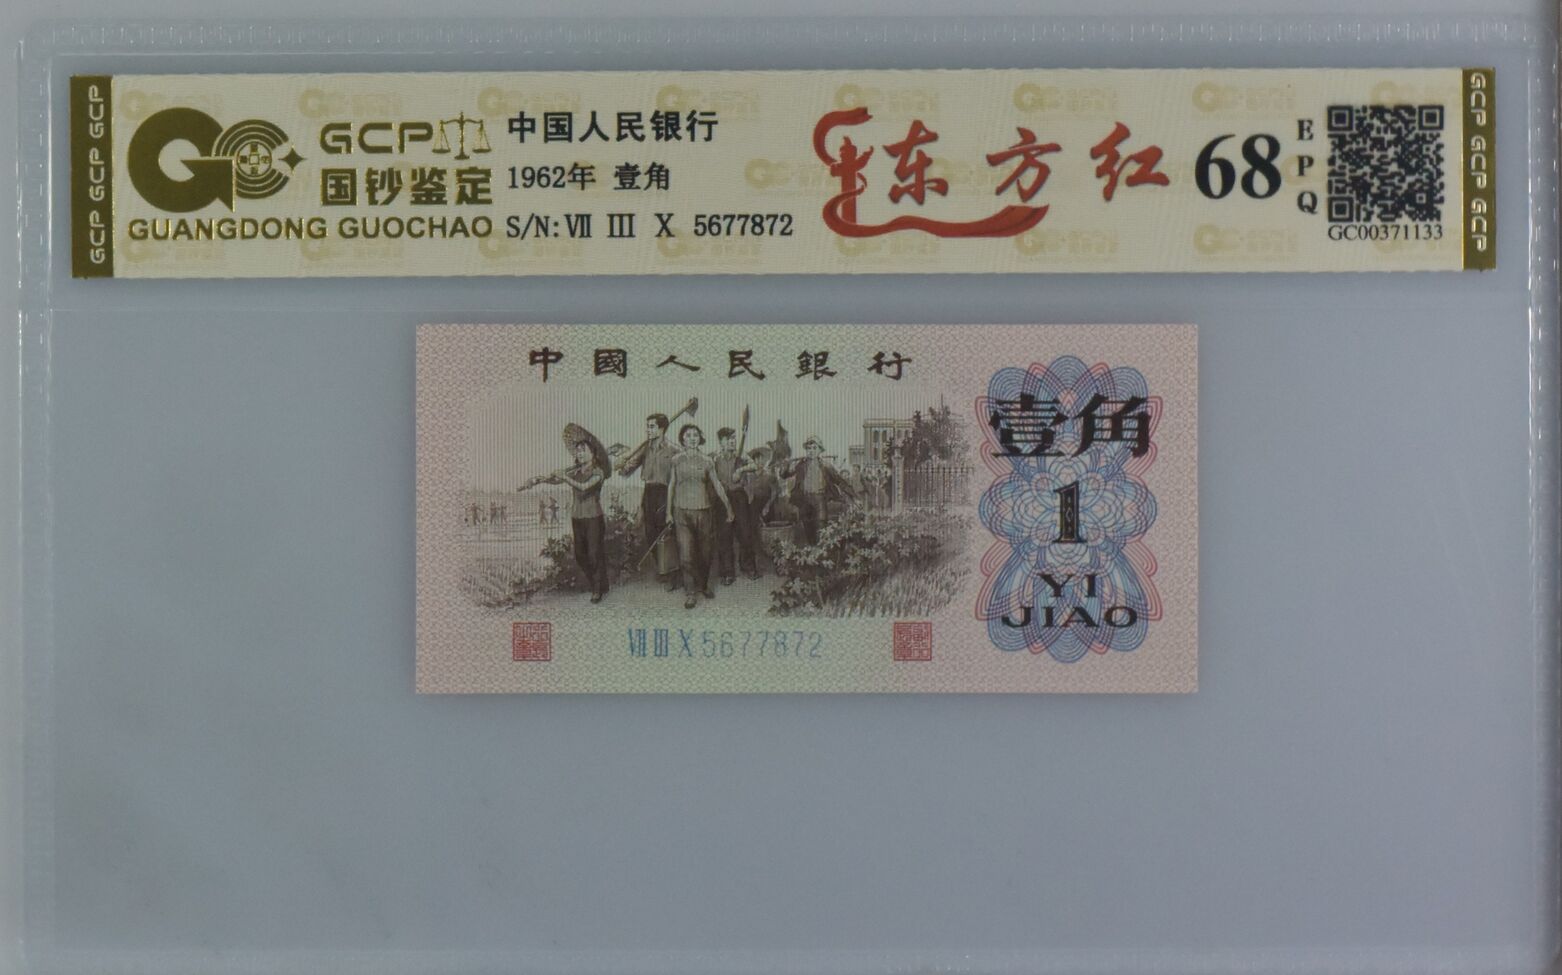 GCP GCP GCP
GCP
国钞鉴定
GUANGDONG GUOCHAO
中国人民银行
1962年 壹角
S/N: Ⅶ Ⅲ Ⅹ 5677872
东方红
68
EPQ
GC00371133
GCP GCP GCP
中國人民銀行
壹角
1
YI
JIAO
Ⅶ Ⅲ Ⅹ 5677872